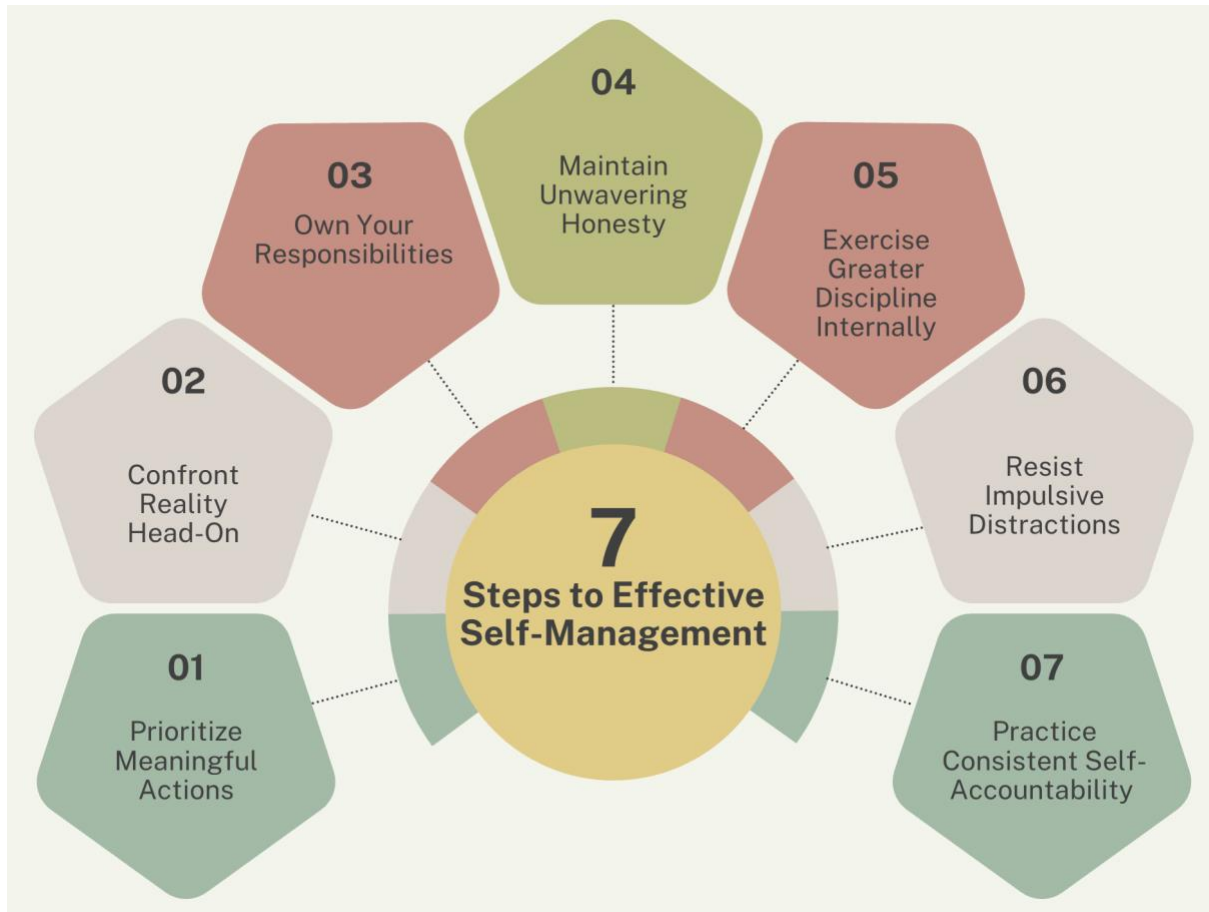 7
Steps to Effective
Self-Management
01
Prioritize
Meaningful
Actions
02
Confront
Reality
Head-On
03
Own Your
Responsibilities
04
Maintain
Unwavering
Honesty
05
Exercise
Greater
Discipline
Internally
06
Resist
Impulsive
Distractions
07
Practice
Consistent Self-
Accountability